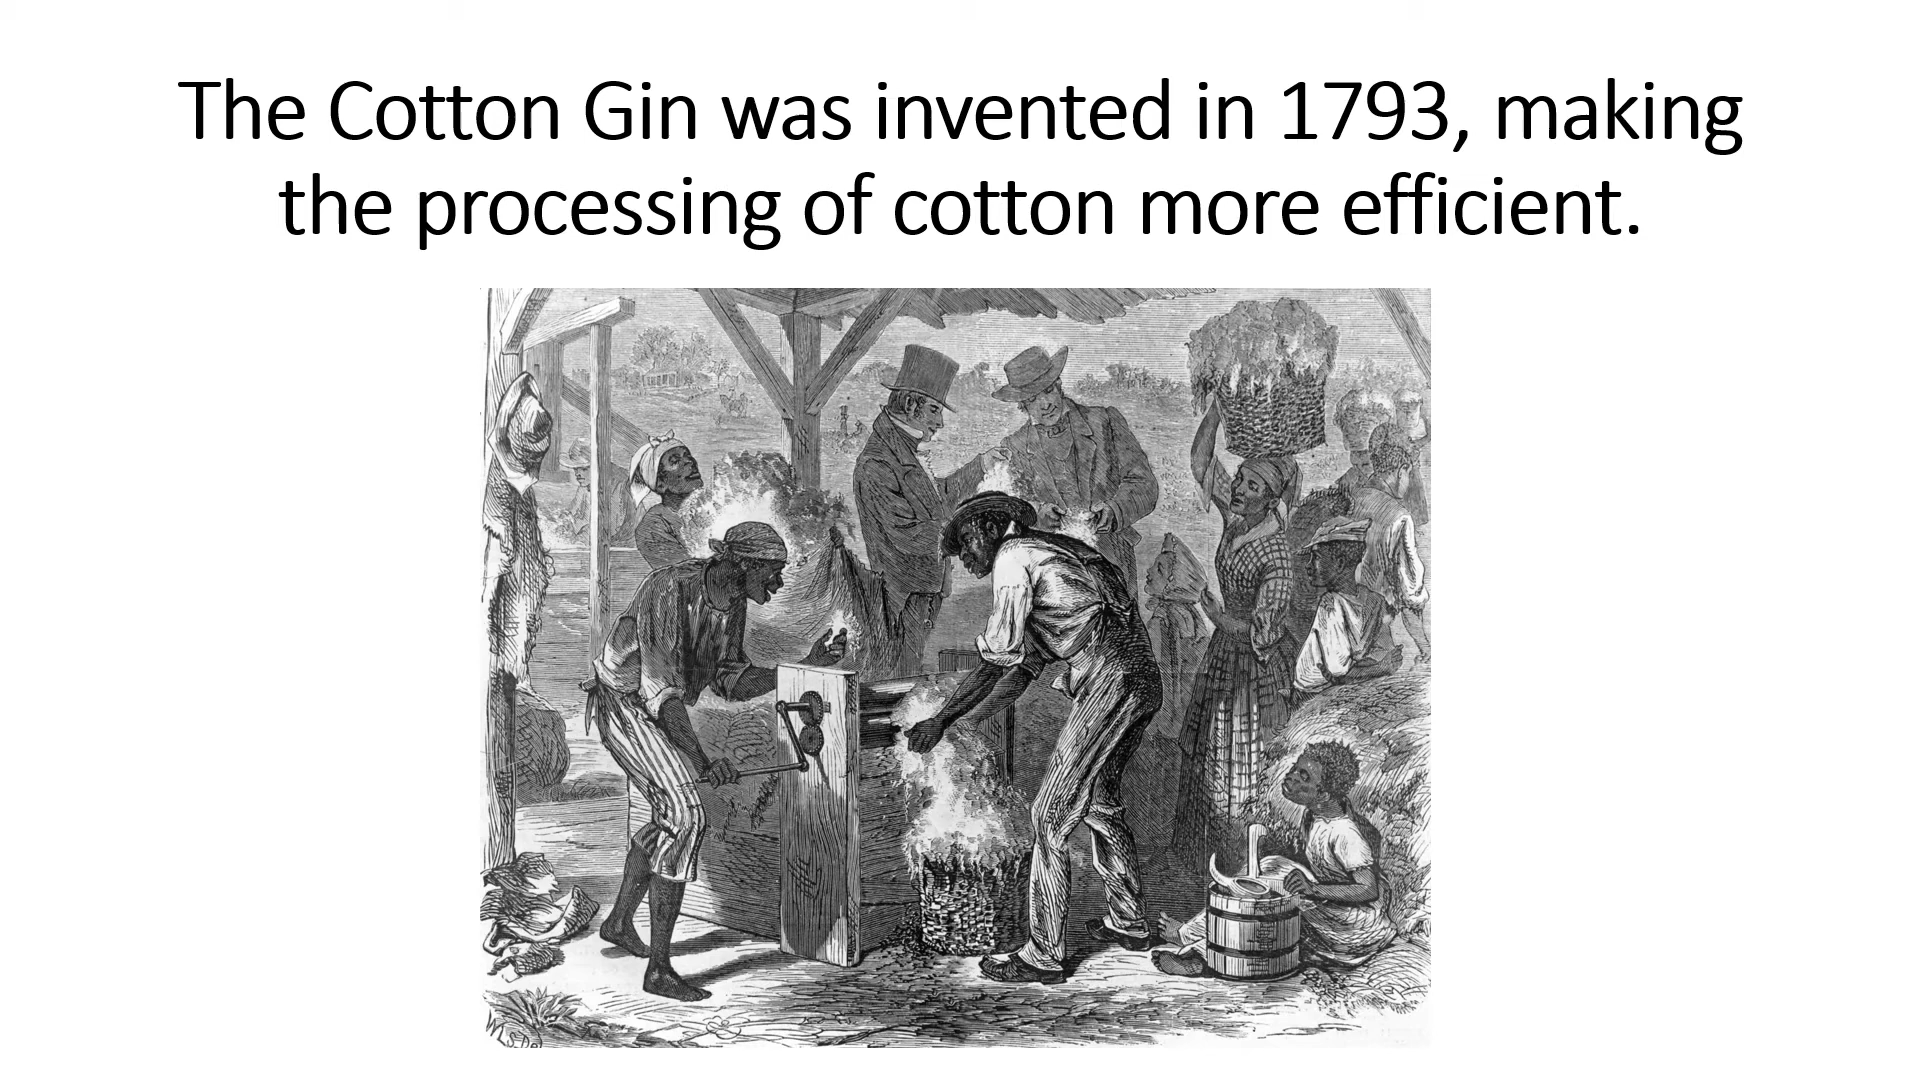 The Cotton Gin was invented in 1793, making
the processing of cotton more efficient.